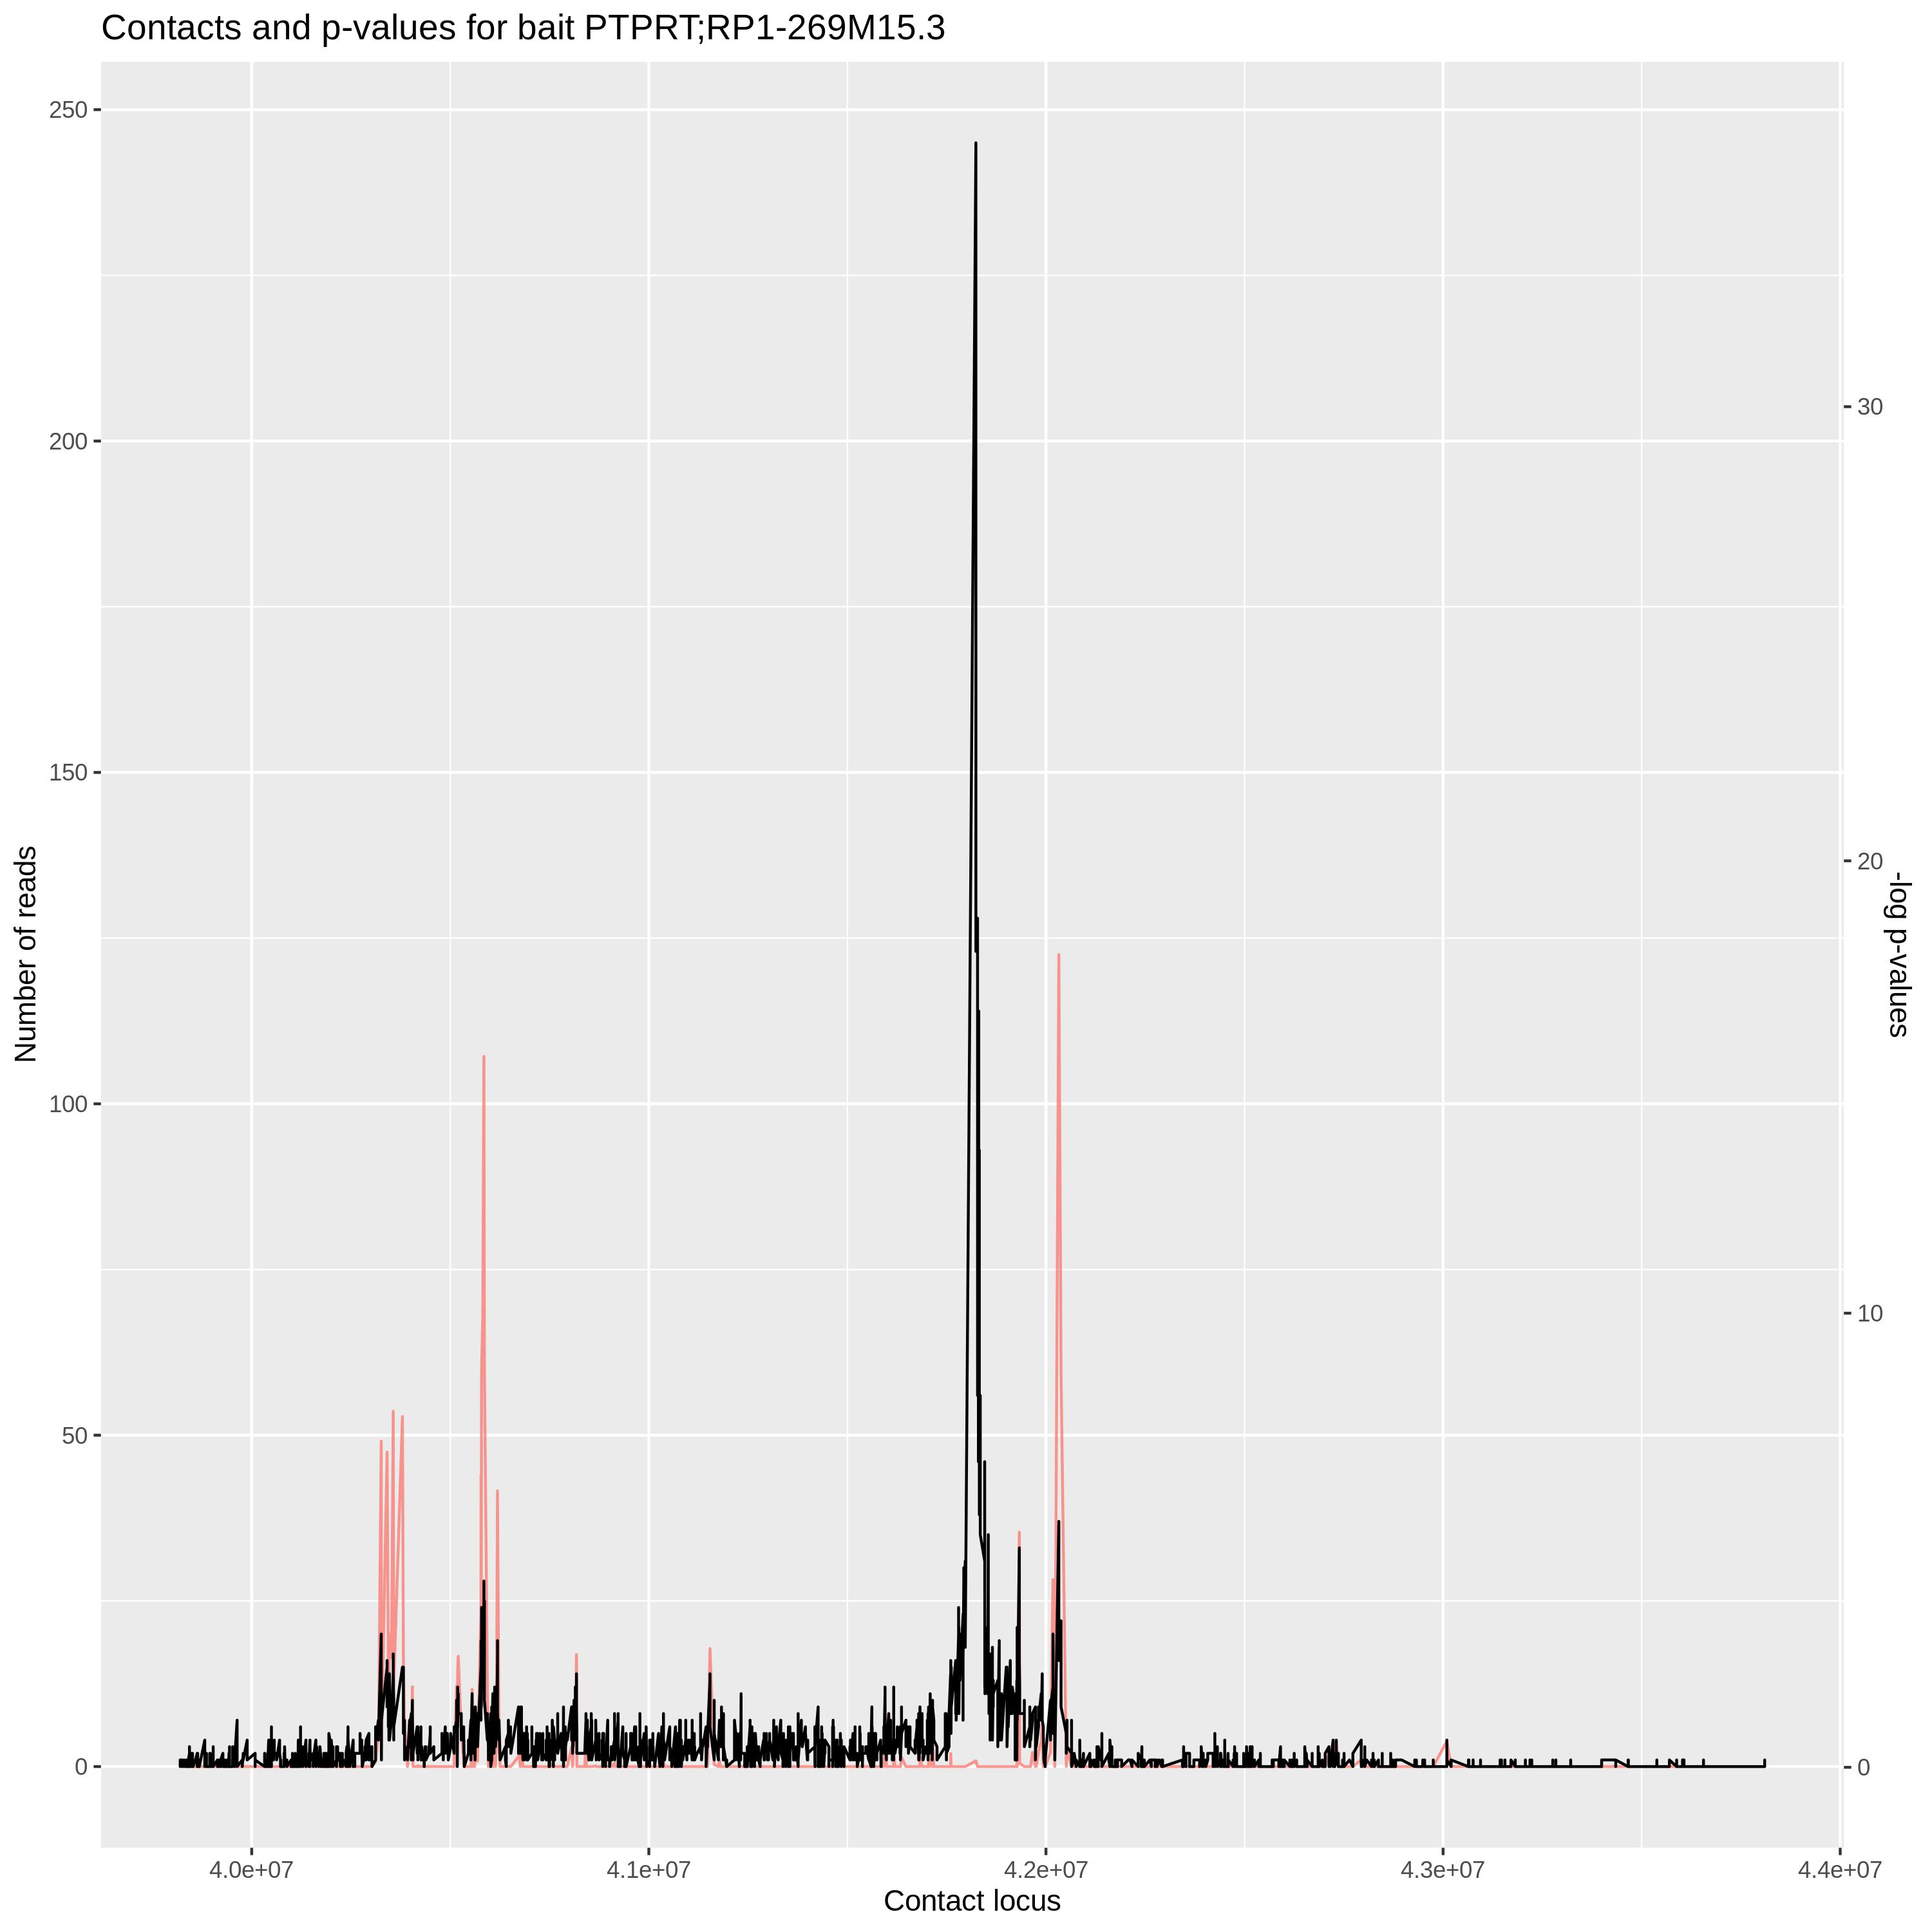 Contacts and p-values for bait PTPRT;RP1-269M15.3
250
200
150
100
50
0
Number of reads
30
20
10
0
-log p-values
4.0e+07
4.1e+07
4.2e+07
4.3e+07
4.4e+07
Contact locus